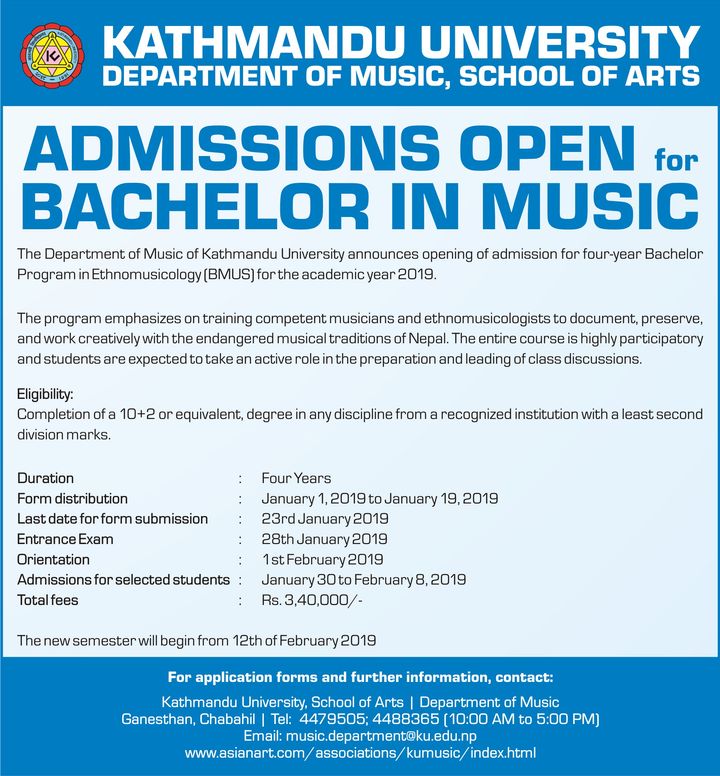 KATHMANDU UNIVERSITY
DEPARTMENT OF MUSIC, SCHOOL OF ARTS
ADMISSIONS OPEN for
BACHELOR IN MUSIC
The Department of Music of Kathmandu University announces opening of admission for four-year Bachelor
Program in Ethnomusicology (BMUS) for the academic year 2019.
The program emphasizes on training competent musicians and ethnomusicologists to document, preserve,
and work creatively with the endangered musical traditions of Nepal. The entire course is highly participatory
and students are expected to take an active role in the preparation and leading of class discussions.
Eligibility:
Completion of a 10+2 or equivalent, degree in any discipline from a recognized institution with a least second
division marks.
Duration : Four Years
Form distribution : January 1, 2019 to January 19, 2019
Last date for form submission : 23rd January 2019
Entrance Exam : 28th January 2019
Orientation : 1st February 2019
Admissions for selected students : January 30 to February 8, 2019
Total fees : Rs. 3,40,000/-
The new semester will begin from 12th of February 2019
For application forms and further information, contact:
Kathmandu University, School of Arts | Department of Music
Ganesthan, Chabahil | Tel: 4479505; 4488365 (10:00 AM to 5:00 PM)
Email: music.department@ku.edu.np
www.asianart.com/associations/kumusic/index.html